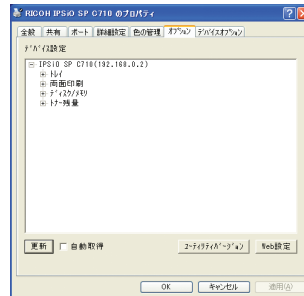 RICOH IPSiO SP C710 のプロパティ
全般 共有 ポート 詳細設定 色の管理 オプション デバイスオプション
デバイス設定
IPSiO SP C710(192.168.0.2)
トレイ
両面印刷
ディスク/メモリ
トナー残量
更新 自動取得 ユーティリティバージョン Web設定
OK キャンセル 適用(A)